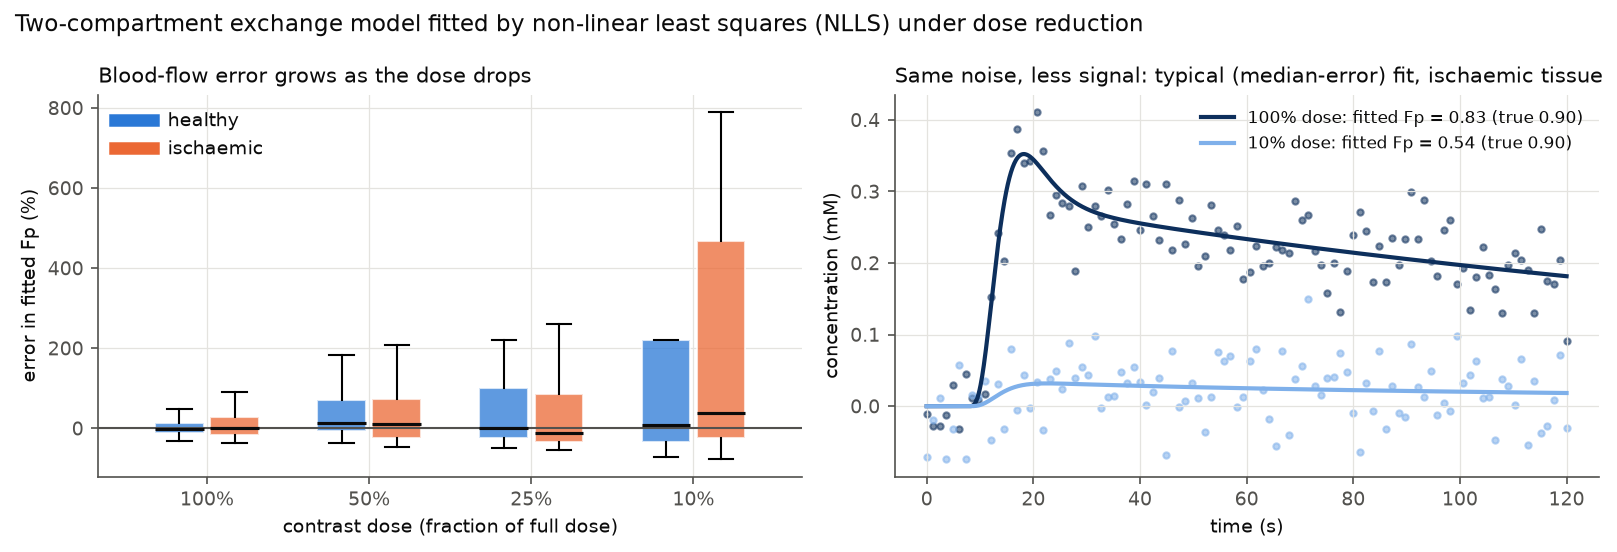 Two-compartment exchange model fitted by non-linear least squares (NLLS) under dose reduction
Blood-flow error grows as the dose drops
error in fitted Fp (%)
800
600
400
200
0
healthy
ischaemic
100%
50%
25%
10%
contrast dose (fraction of full dose)
Same noise, less signal: typical (median-error) fit, ischaemic tissue
concentration (mM)
0.4
0.3
0.2
0.1
0.0
100% dose: fitted Fp = 0.83 (true 0.90)
10% dose: fitted Fp = 0.54 (true 0.90)
0
20
40
60
80
100
120
time (s)